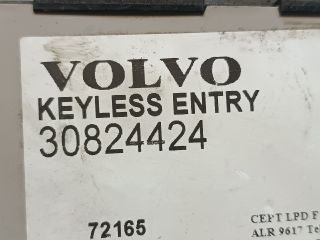 VOLVO
KEYLESS ENTRY
30824424
72165
CEPT LPD F
ALR 9617 Te